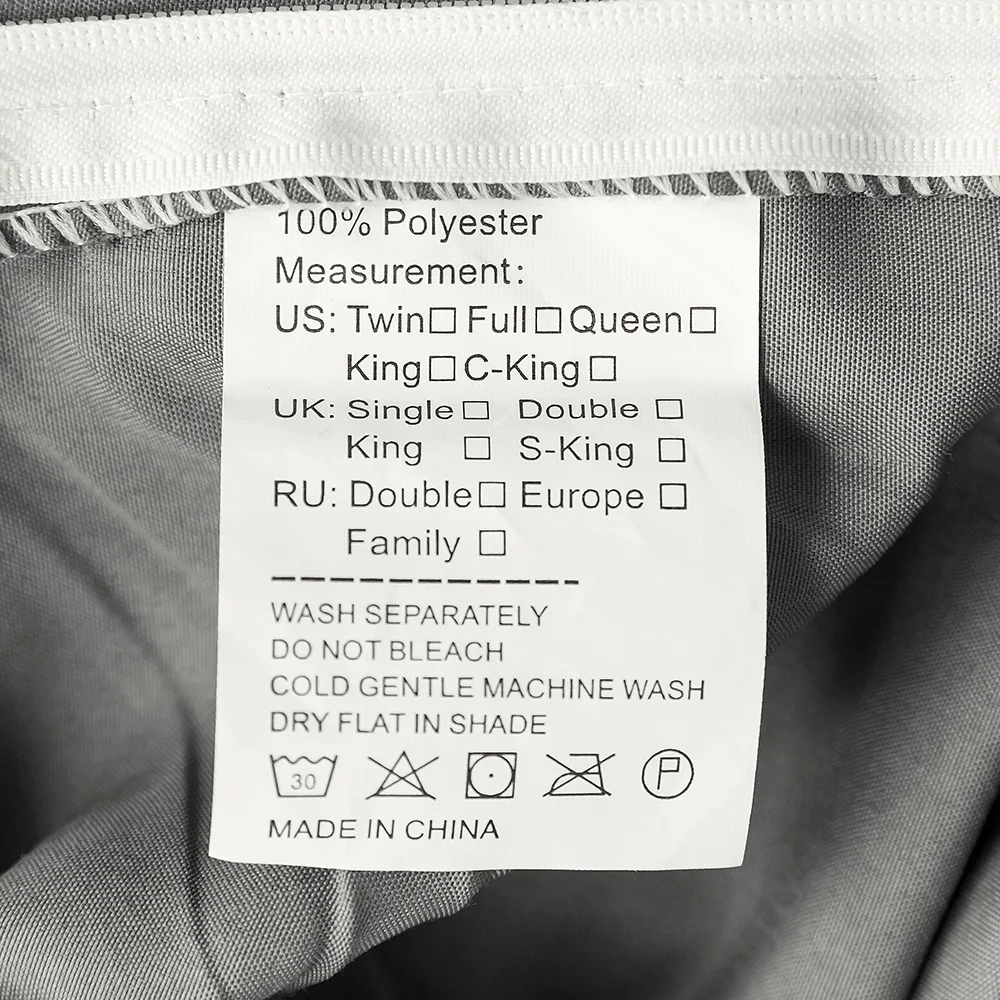 100% Polyester
Measurement:
US: Twin□ Full□ Queen□
King□ C-King□
UK: Single□ Double□
King□ S-King□
RU: Double□ Europe□
Family□
WASH SEPARATELY
DO NOT BLEACH
COLD GENTLE MACHINE WASH
DRY FLAT IN SHADE
30 P
MADE IN CHINA